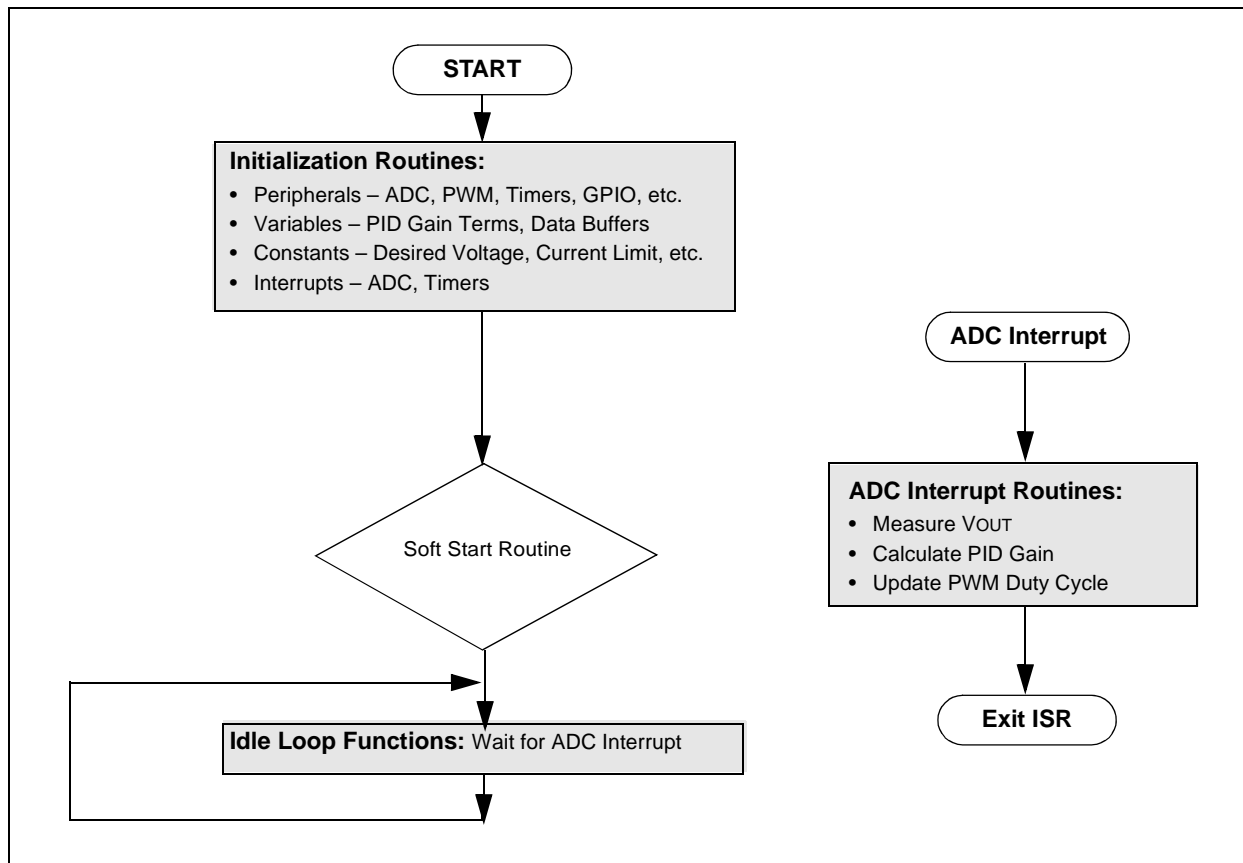 START
Initialization Routines:
• Peripherals – ADC, PWM, Timers, GPIO, etc.
• Variables – PID Gain Terms, Data Buffers
• Constants – Desired Voltage, Current Limit, etc.
• Interrupts – ADC, Timers
Soft Start Routine
Idle Loop Functions: Wait for ADC Interrupt
ADC Interrupt
ADC Interrupt Routines:
• Measure VOUT
• Calculate PID Gain
• Update PWM Duty Cycle
Exit ISR